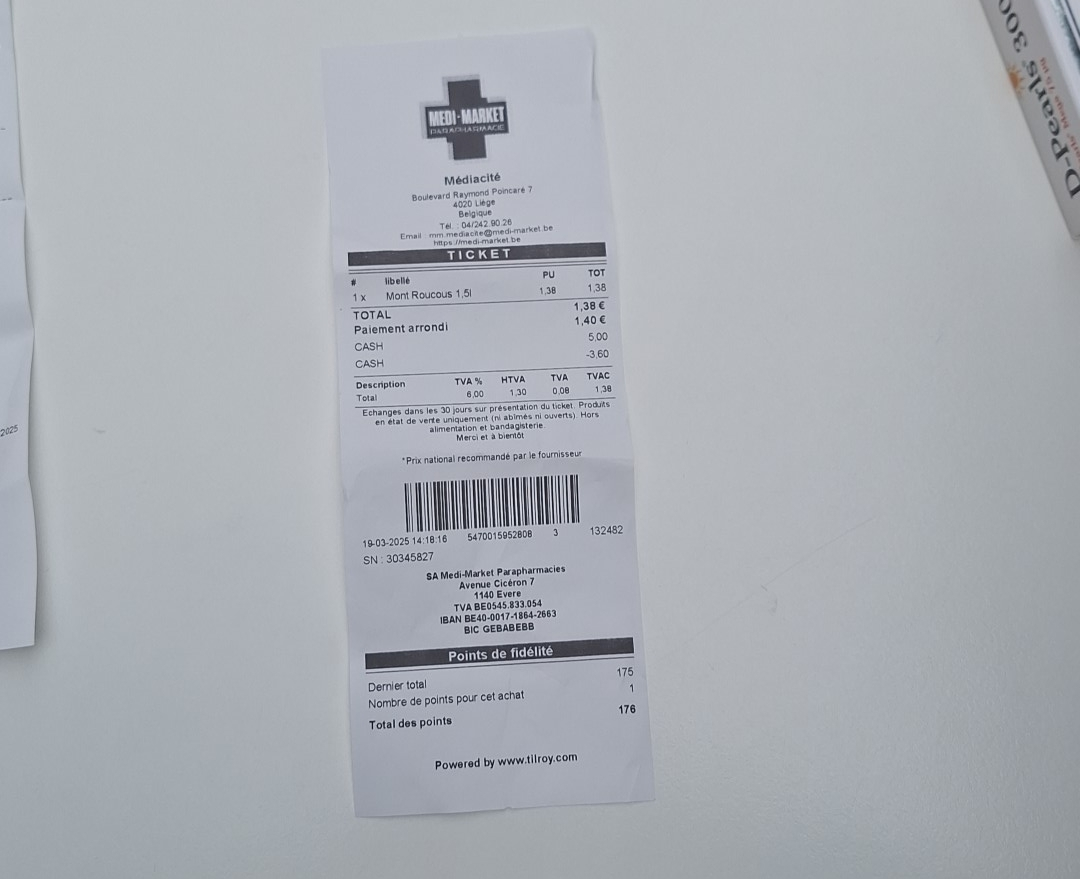 MEDI-MARKET
PARAPHARMACIE
Médiacité
Boulevard Raymond Poincaré 7
4020 Liège
Belgique
Tél. : 04/242.90.26
Email : mm.mediacite@medi-market.be
https://medi-market.be
TICKET
# libellé PU TOT
1 x Mont Roucous 1,5l 1,38 1,38
TOTAL 1,38 €
Paiement arrondi 1,40 €
CASH 5,00
CASH -3,60
Description TVA % HTVA TVA TVAC
Total 6,00 1,30 0,08 1,38
Echanges dans les 30 jours sur présentation du ticket. Produits
en état de vente uniquement (ni abîmés ni ouverts). Hors
alimentation et bandagisterie.
Merci et à bientôt
*Prix national recommandé par le fournisseur
19-03-2025 14:18:16 5470015952808 3 132482
SN : 30345827
SA Medi-Market Parapharmacies
Avenue Cicéron 7
1140 Evere
TVA BE0545.833.054
IBAN BE40-0017-1864-2663
BIC GEBABEBB
Points de fidélité
Dernier total 175
Nombre de points pour cet achat 1
Total des points 176
Powered by www.tilroy.com
2025
D-Pearls 300